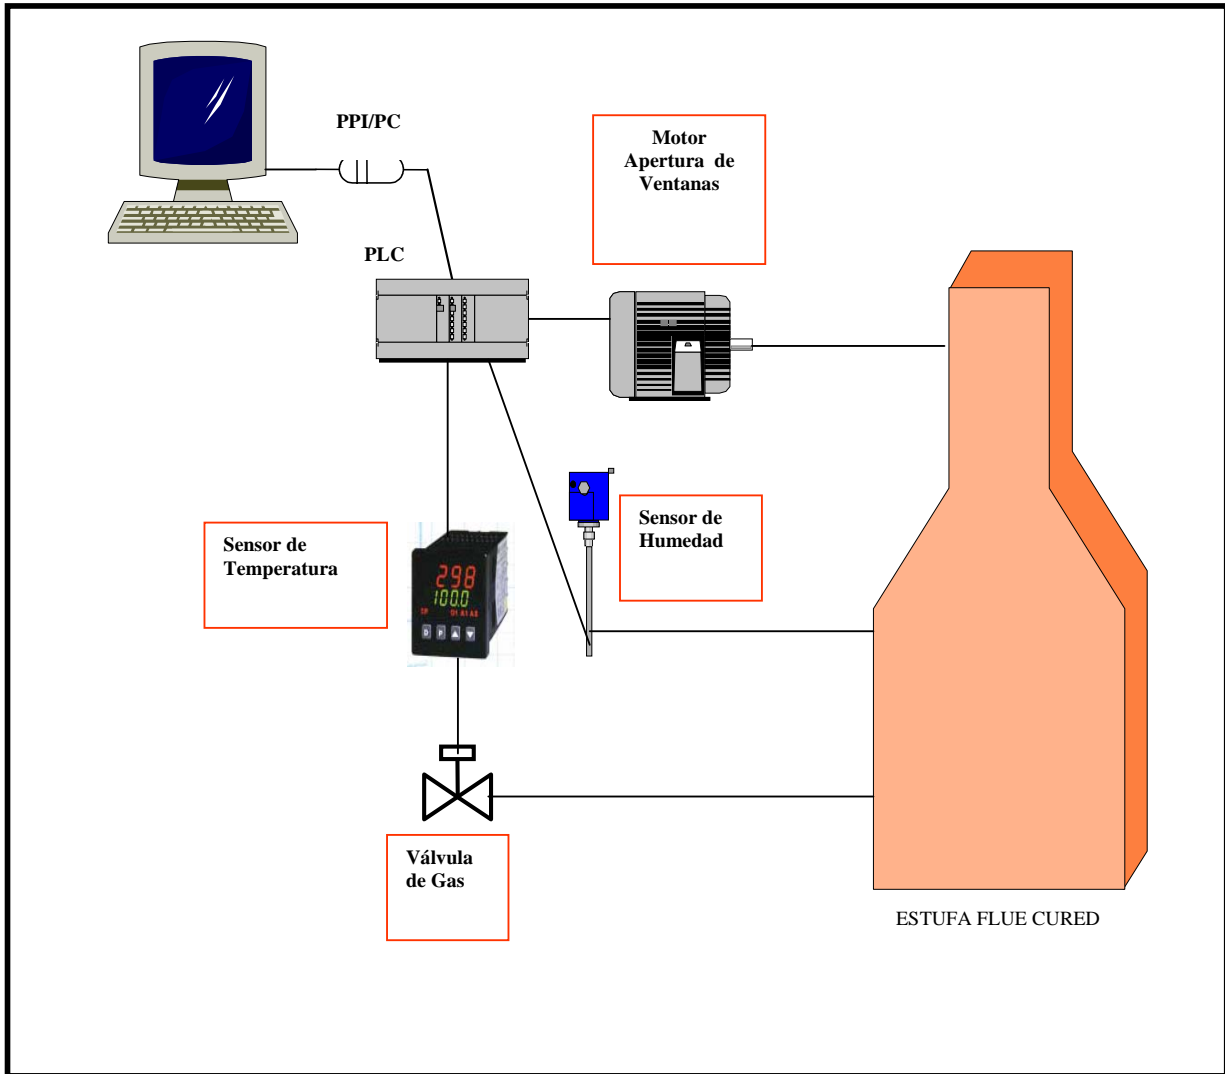 PPI/PC
Motor
Apertura de
Ventanas
PLC
Sensor de
Temperatura
298
100.0
D P
Sensor de
Humedad
Válvula
de Gas
ESTUFA FLUE CURED